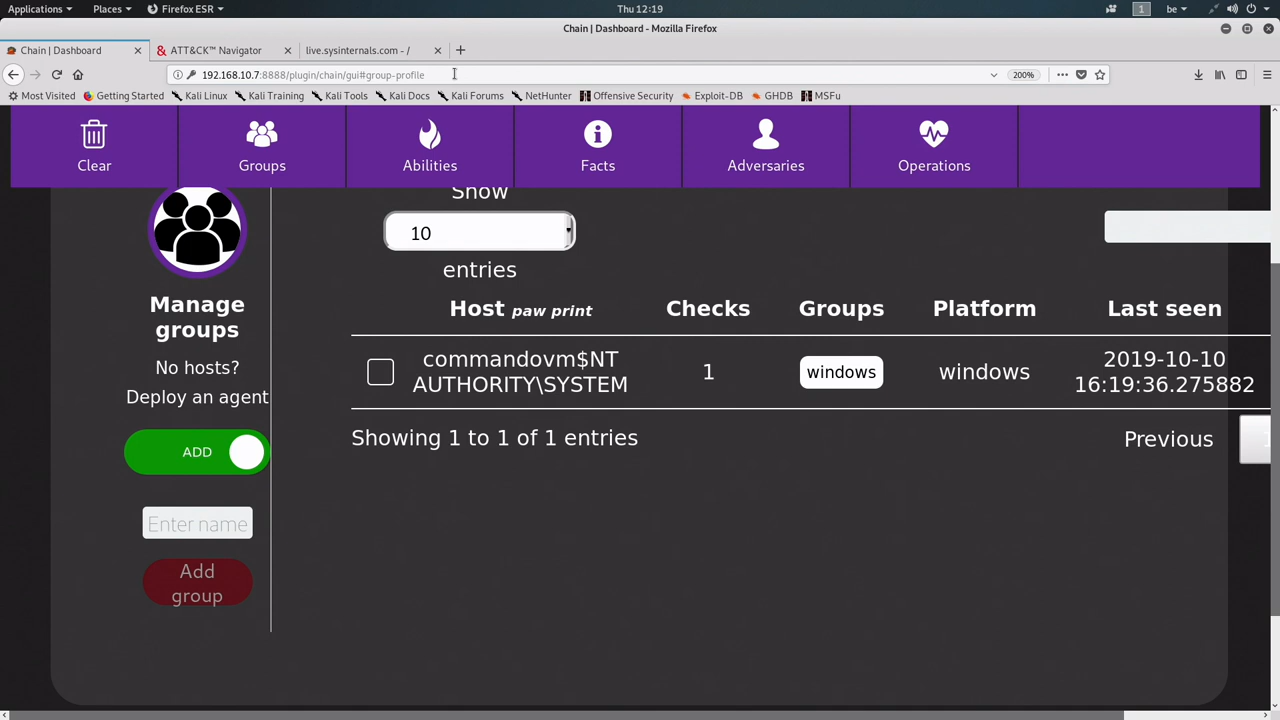 Applications Places Firefox ESR Thu 12:19 1 be
Chain | Dashboard - Mozilla Firefox
Chain | Dashboard × ATT&CK™ Navigator × live.sysinternals.com - / × +
192.168.10.7:8888/plugin/chain/gui#group-profile 200%
Most Visited Getting Started Kali Linux Kali Training Kali Tools Kali Docs Kali Forums NetHunter Offensive Security Exploit-DB GHDB MSFu
Clear Groups Abilities Facts Adversaries Operations
Show
10
entries
Manage
groups
No hosts?
Deploy an agent
ADD
Enter name
Add
group
Host paw print Checks Groups Platform Last seen
commandovm$NT
AUTHORITY\SYSTEM
1
windows
windows
2019-10-10
16:19:36.275882
Showing 1 to 1 of 1 entries
Previous